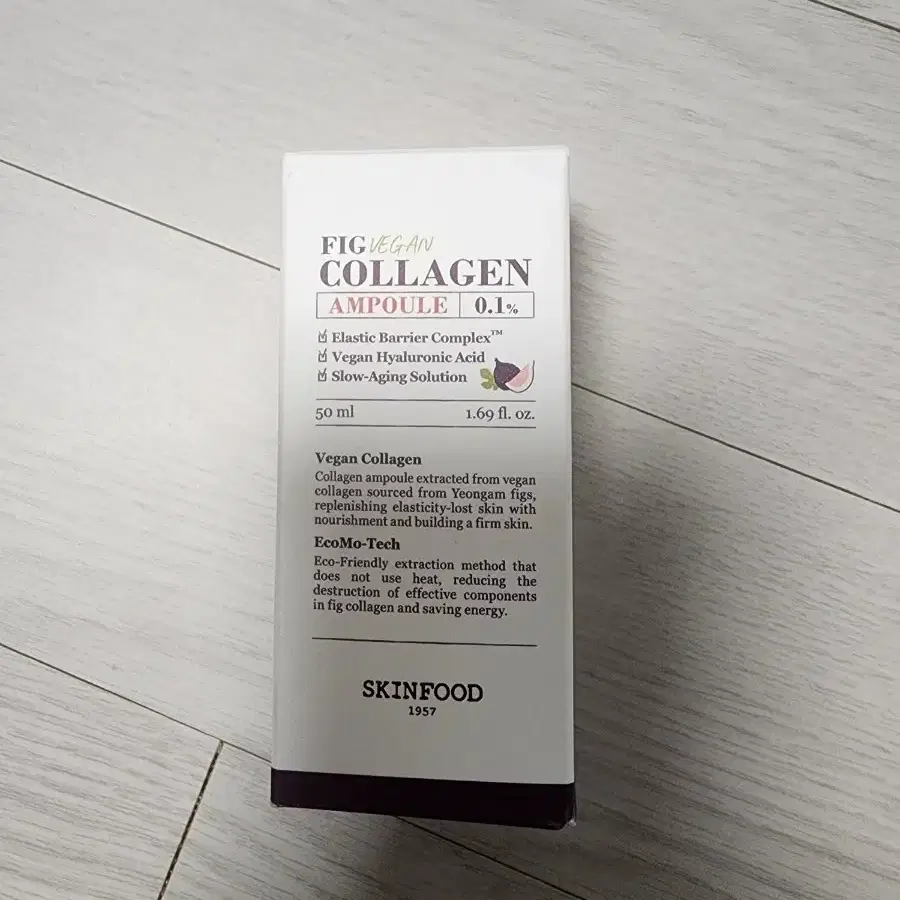 FIG VEGAN
COLLAGEN
AMPOULE 0.1%
Elastic Barrier Complex™
Vegan Hyaluronic Acid
Slow-Aging Solution
50 ml 1.69 fl. oz.
Vegan Collagen
Collagen ampoule extracted from vegan
collagen sourced from Yeongam figs,
replenishing elasticity-lost skin with
nourishment and building a firm skin.
EcoMo-Tech
Eco-Friendly extraction method that
does not use heat, reducing the
destruction of effective components
in fig collagen and saving energy.
SKINFOOD
1957